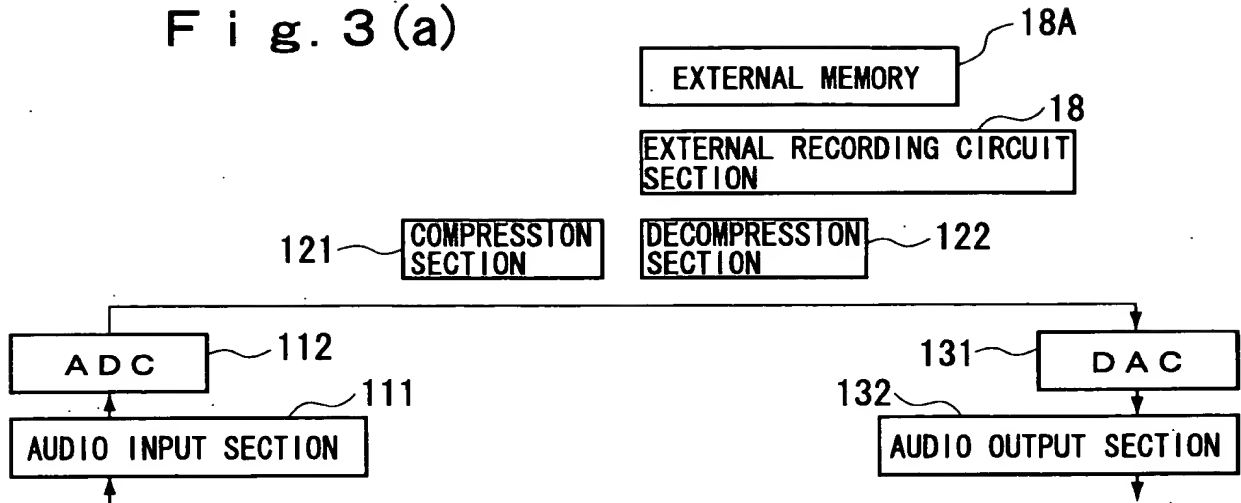 Fig. 3(a)
18A
EXTERNAL MEMORY
18
EXTERNAL RECORDING CIRCUIT
SECTION
121
COMPRESSION
SECTION
DECOMPRESSION
SECTION
122
ADC
112
131
DAC
111
132
AUDIO INPUT SECTION
AUDIO OUTPUT SECTION